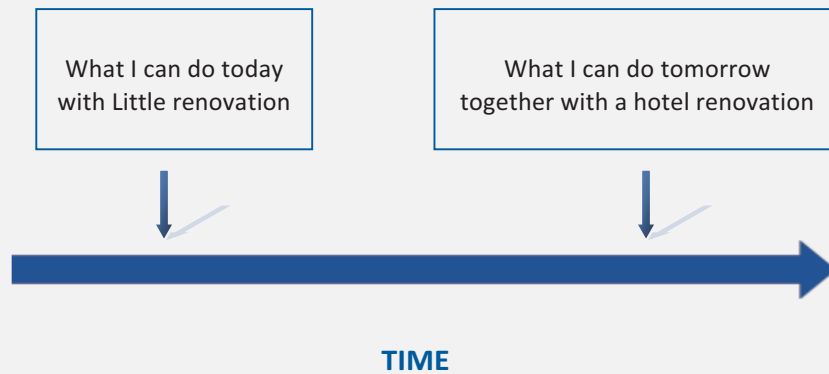 What I can do today
with Little renovation
What I can do tomorrow
together with a hotel renovation
TIME